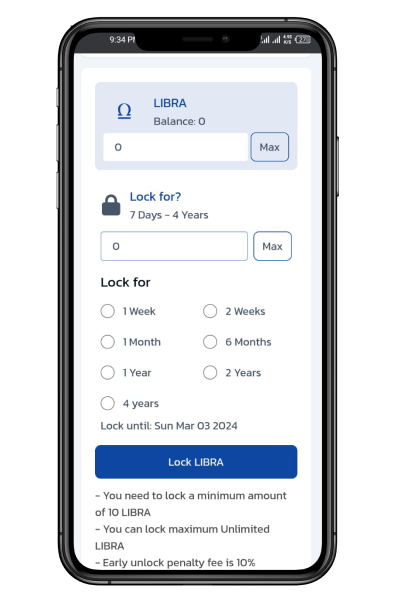 9:34
LIBRA
Balance: 0
0
Max
Lock for?
7 Days - 4 Years
0
Max
Lock for
1 Week
2 Weeks
1 Month
6 Months
1 Year
2 Years
4 years
Lock until: Sun Mar 03 2024
Lock LIBRA
- You need to lock a minimum amount
of 10 LIBRA
- You can lock maximum Unlimited
LIBRA
- Early unlock penalty fee is 10%